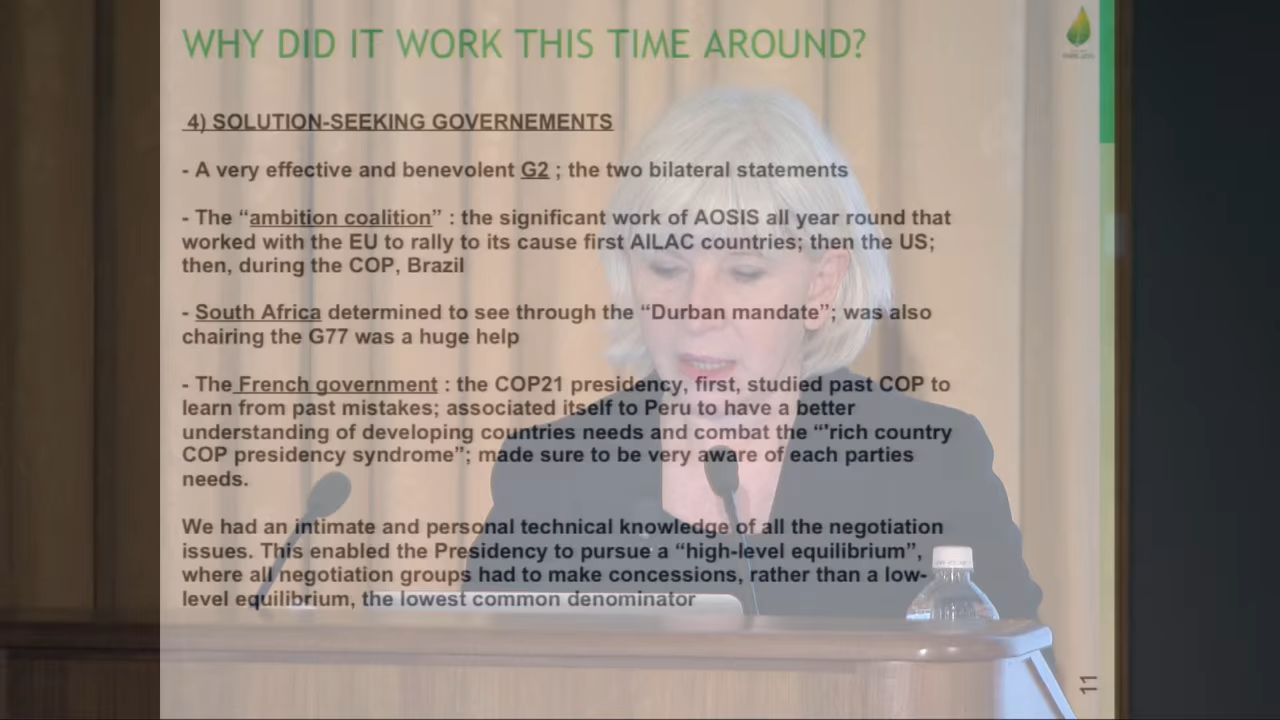 WHY DID IT WORK THIS TIME AROUND?
4) SOLUTION-SEEKING GOVERNEMENTS
- A very effective and benevolent G2 ; the two bilateral statements
- The “ambition coalition” : the significant work of AOSIS all year round that
worked with the EU to rally to its cause first AILAC countries; then the US;
then, during the COP, Brazil
- South Africa determined to see through the “Durban mandate”; was also
chairing the G77 was a huge help
- The French government : the COP21 presidency, first, studied past COP to
learn from past mistakes; associated itself to Peru to have a better
understanding of developing countries needs and combat the “'rich country
COP presidency syndrome”; made sure to be very aware of each parties
needs.
We had an intimate and personal technical knowledge of all the negotiation
issues. This enabled the Presidency to pursue a “high-level equilibrium”,
where all negotiation groups had to make concessions, rather than a low-
level equilibrium, the lowest common denominator
11